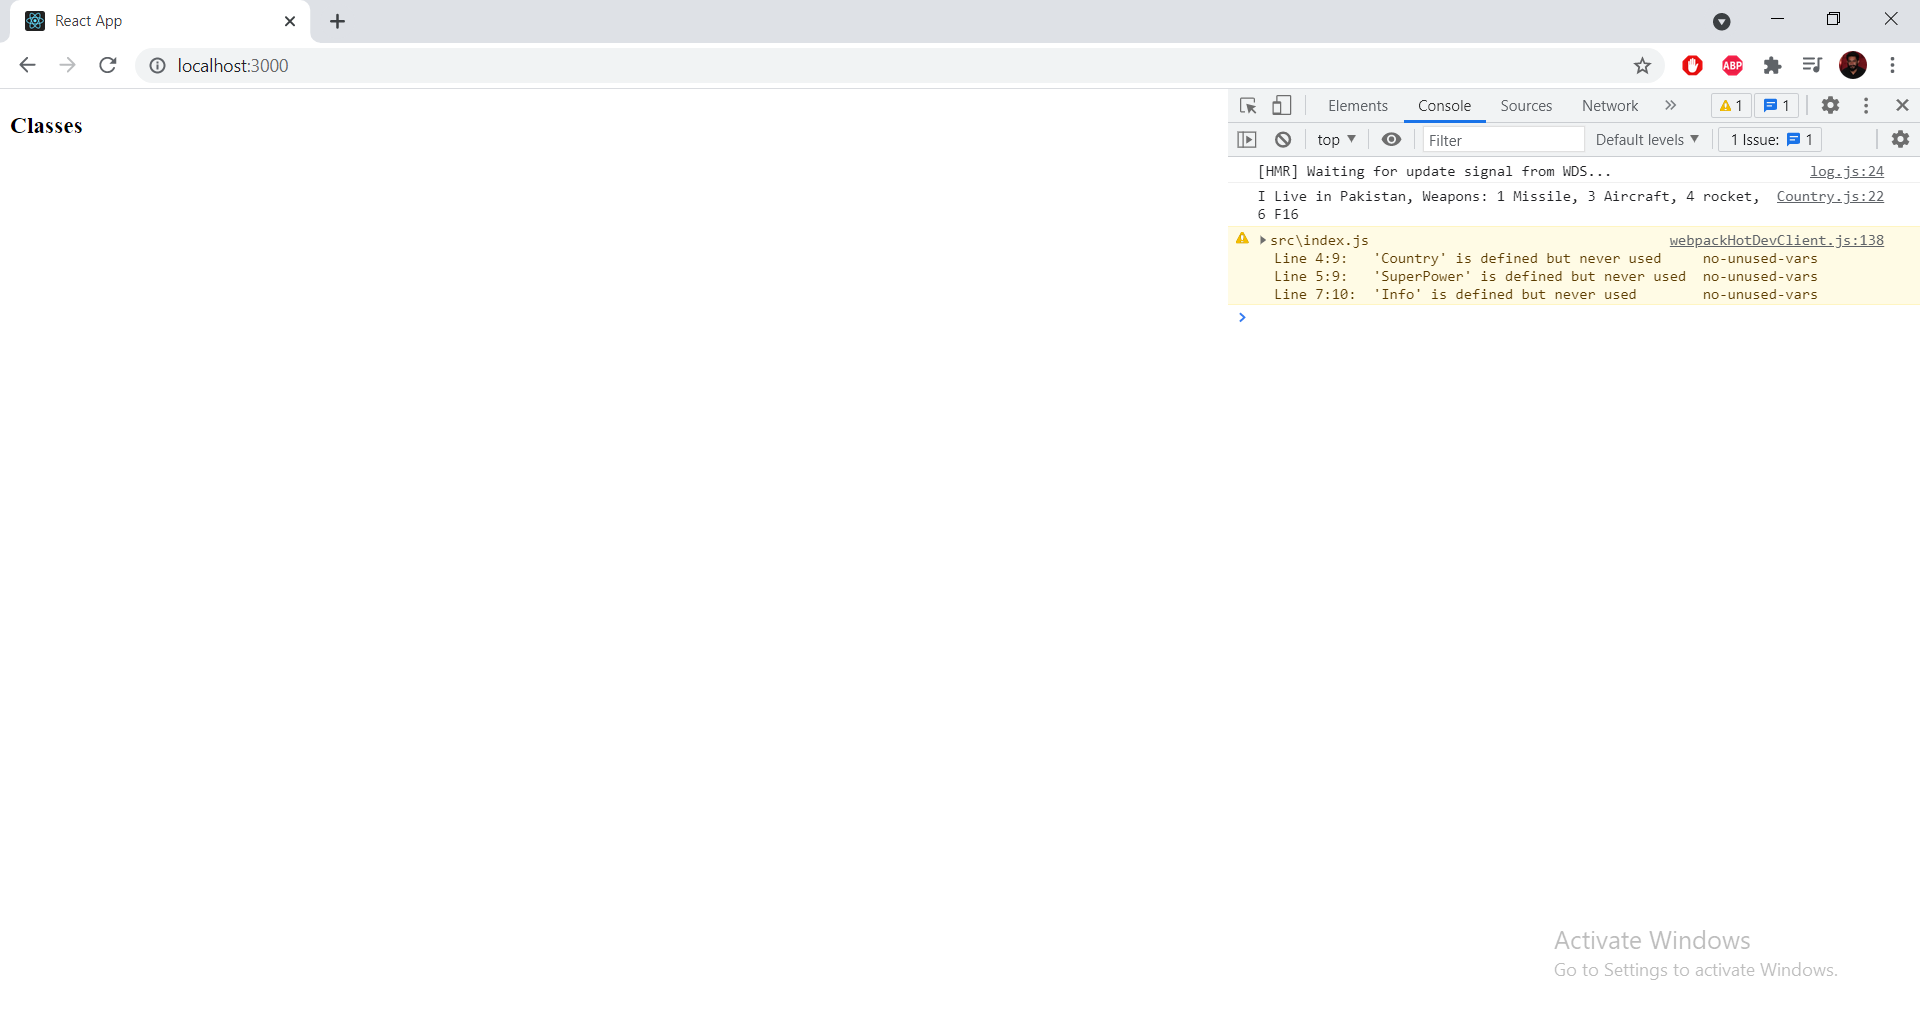 React App
localhost:3000
Classes
Elements Console Sources Network 1 1
top Filter Default levels 1 Issue: 1
[HMR] Waiting for update signal from WDS... log.js:24
I Live in Pakistan, Weapons: 1 Missile, 3 Aircraft, 4 rocket, Country.js:22
6 F16
src\index.js webpackHotDevClient.js:138
Line 4:9: 'Country' is defined but never used no-unused-vars
Line 5:9: 'SuperPower' is defined but never used no-unused-vars
Line 7:10: 'Info' is defined but never used no-unused-vars
Activate Windows
Go to Settings to activate Windows.
ABP